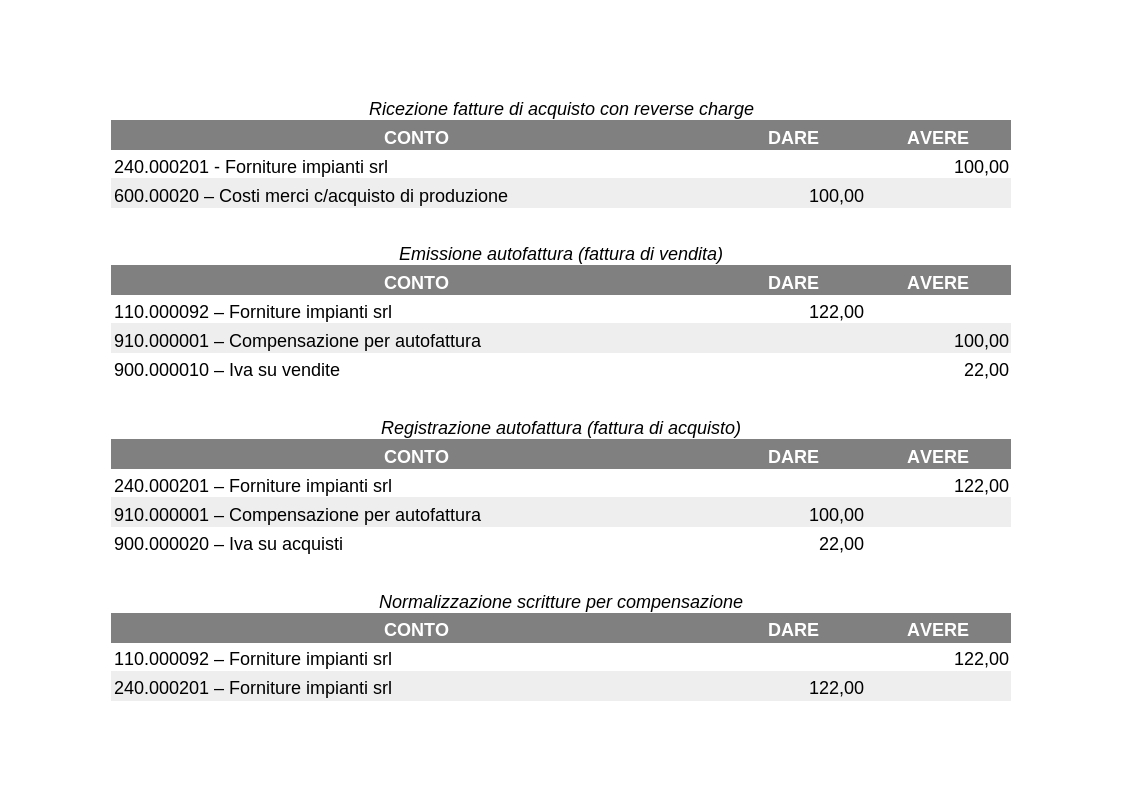 Ricezione fatture di acquisto con reverse charge
CONTO DARE AVERE
240.000201 - Forniture impianti srl 100,00
600.00020 – Costi merci c/acquisto di produzione 100,00
Emissione autofattura (fattura di vendita)
CONTO DARE AVERE
110.000092 – Forniture impianti srl 122,00
910.000001 – Compensazione per autofattura 100,00
900.000010 – Iva su vendite 22,00
Registrazione autofattura (fattura di acquisto)
CONTO DARE AVERE
240.000201 – Forniture impianti srl 122,00
910.000001 – Compensazione per autofattura 100,00
900.000020 – Iva su acquisti 22,00
Normalizzazione scritture per compensazione
CONTO DARE AVERE
110.000092 – Forniture impianti srl 122,00
240.000201 – Forniture impianti srl 122,00